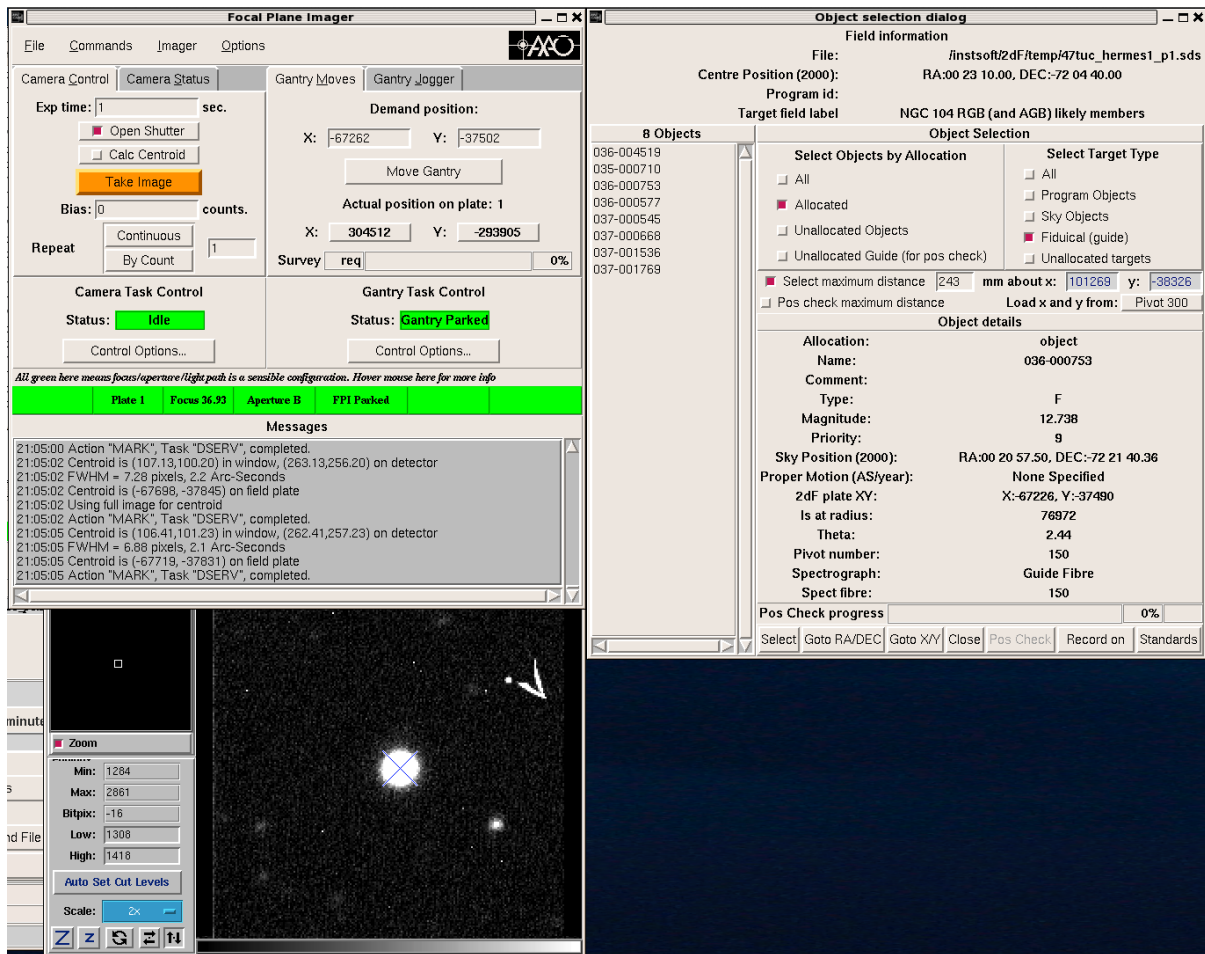 Focal Plane Imager
File Commands Imager Options
AAO
Camera Control Camera Status
Exp time: 1 sec.
Open Shutter
Calc Centroid
Take Image
Bias: 0 counts.
Repeat Continuous 1
By Count
Gantry Moves Gantry Jogger
Demand position:
X: -67262 Y: -37502
Move Gantry
Actual position on plate: 1
X: 304512 Y: -293905
Survey req 0%
Camera Task Control
Status: Idle
Control Options...
Gantry Task Control
Status: Gantry Parked
Control Options...
All green here means focus/aperture/light path is a sensible configuration. Hover mouse here for more info
Plate 1 Focus 36.93 Aperture B FPI Parked
Messages
21:05:00 Action "MARK", Task "DSERV", completed.
21:05:02 Centroid is (107.13,100.20) in window, (263.13,256.20) on detector
21:05:02 FWHM = 7.28 pixels, 2.2 Arc-Seconds
21:05:02 Centroid is (-67698, -37845) on field plate
21:05:02 Using full image for centroid
21:05:02 Action "MARK", Task "DSERV", completed.
21:05:05 Centroid is (106.41,101.23) in window, (262.41,257.23) on detector
21:05:05 FWHM = 6.88 pixels, 2.1 Arc-Seconds
21:05:05 Centroid is (-67719, -37831) on field plate
21:05:05 Action "MARK", Task "DSERV", completed.
minute
s
nd File
Zoom
Min: 1284
Max: 2861
Bitpix: -16
Low: 1308
High: 1418
Auto Set Cut Levels
Scale: 2x
Z z
Object selection dialog
Field information
File: /instsoft/2dF/temp/47tuc_hermes1_p1.sds
Centre Position (2000): RA:00 23 10.00, DEC:-72 04 40.00
Program id:
Target field label NGC 104 RGB (and AGB) likely members
8 Objects
036-004519
035-000710
036-000753
036-000577
037-000545
037-000668
037-001536
037-001769
Object Selection
Select Objects by Allocation
All
Allocated
Unallocated Objects
Unallocated Guide (for pos check)
Select Target Type
All
Program Objects
Sky Objects
Fiduical (guide)
Unallocated targets
Select maximum distance 243 mm about x: 101269 y: -38326
Pos check maximum distance Load x and y from: Pivot 300
Object details
Allocation: object
Name: 036-000753
Comment:
Type: F
Magnitude: 12.738
Priority: 9
Sky Position (2000): RA:00 20 57.50, DEC:-72 21 40.36
Proper Motion (AS/year): None Specified
2dF plate XY: X:-67226, Y:-37490
Is at radius: 76972
Theta: 2.44
Pivot number: 150
Spectrograph: Guide Fibre
Spect fibre: 150
Pos Check progress 0%
Select Goto RA/DEC Goto X/Y Close Pos Check Record on Standards